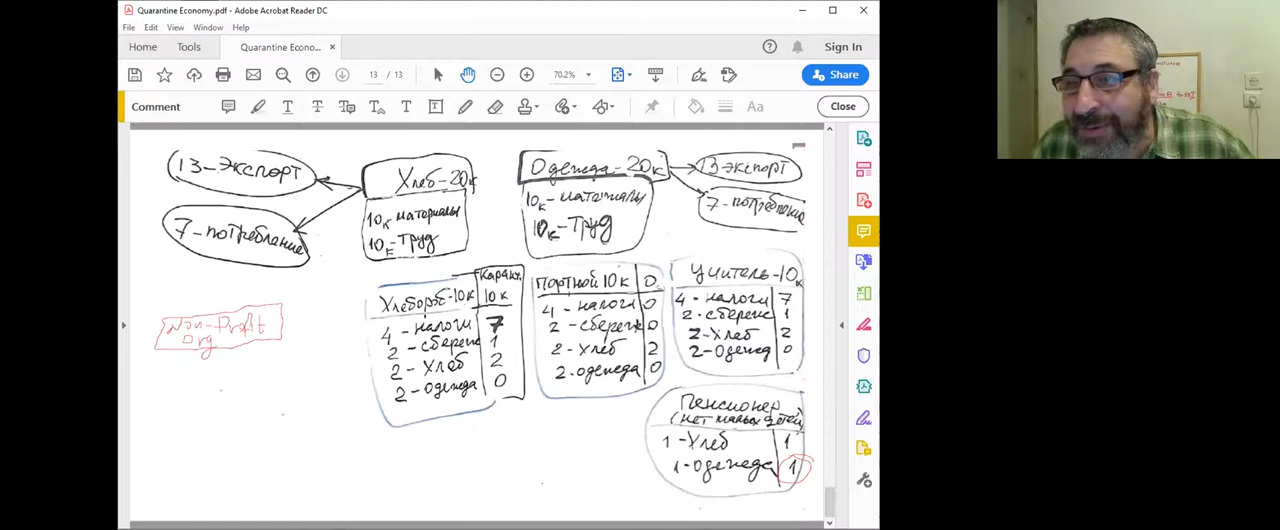 Quarantine Economy.pdf - Adobe Acrobat Reader DC
File Edit View Window Help
Home Tools Quarantine Econo... × Sign In
13 / 13 70.2% Share
Comment Close
13-Экспорт
7-потребление
Хлеб-20к
10к материалы
10к-Труд
Одежда-20к
10к-материалы
10к-Труд
13 экспорт
7-потребление
Non-Profit
Org
Карант.
Хлебороб-10к 10к
4-налоги 7
2-сбереж 1
2-Хлеб 2
2-одежда 0
Портной 10к 0
4-налоги 0
2-сбереж 0
2-хлеб 2
2-одежда 0
Учитель-10к
4-налоги 7
2-сбереж 1
2-Хлеб 2
2-Одежд 0
Пенсионер
(нет малых детей)
1-Хлеб 1
1-Одежда 1